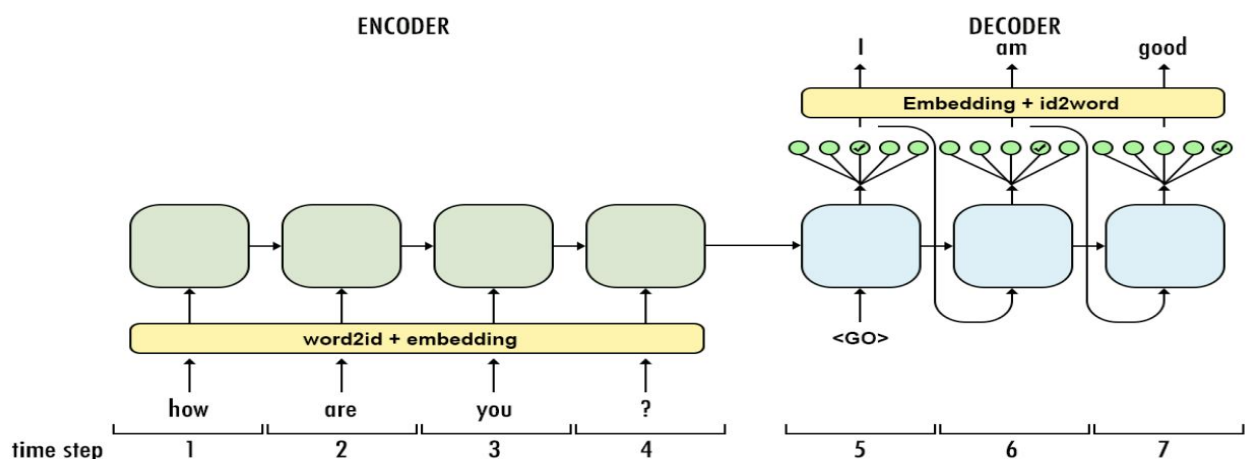 ENCODER
DECODER
I am good
Embedding + id2word
word2id + embedding
<GO>
how are you ?
time step 1 2 3 4 5 6 7